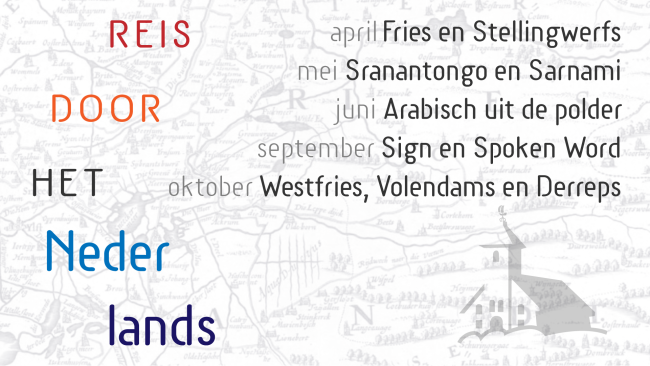 REIS
DOOR
HET
Neder
lands
april Fries en Stellingwerfs
mei Sranantongo en Sarnami
juni Arabisch uit de polder
september Sign en Spoken Word
oktober Westfries, Volendams en Derreps